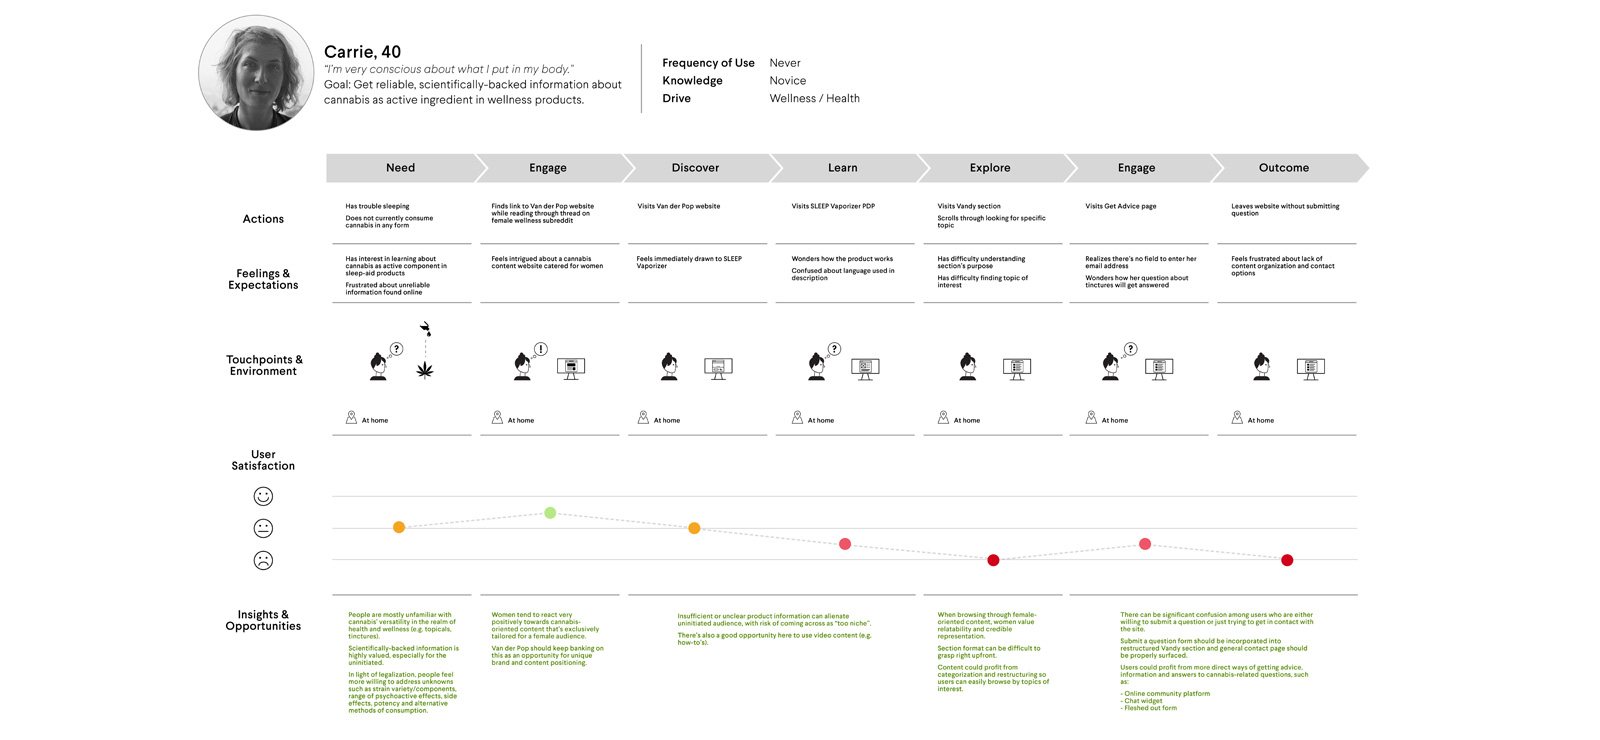 Carrie, 40
“I’m very conscious about what I put in my body.”
Goal: Get reliable, scientifically-backed information about
cannabis as active ingredient in wellness products.
Frequency of Use Never
Knowledge Novice
Drive Wellness / Health
Need
Engage
Discover
Learn
Explore
Engage
Outcome
Actions
Has trouble sleeping
Does not currently consume
cannabis in any form
Finds link to Van der Pop website
while reading through thread on
female wellness subreddit
Visits Van der Pop website
Visits SLEEP Vaporizer PDP
Visits Vandy section
Scrolls through looking for specific
topic
Visits Get Advice page
Leaves website without submitting
question
Feelings &
Expectations
Has interest in learning about
cannabis as active component in
sleep-aid products
Frustrated about unreliable
information found online
Feels intrigued about a cannabis
content website catered for women
Feels immediately drawn to SLEEP
Vaporizer
Wonders how the product works
Confused about language used in
description
Has difficulty understanding
section’s purpose
Has difficulty finding topic of
interest
Realizes there’s no field to enter her
email address
Wonders how her question about
tinctures will get answered
Feels frustrated about lack of
content organization and contact
options
Touchpoints &
Environment
?
!
?
?
At home
At home
At home
At home
At home
At home
At home
User
Satisfaction
Insights &
Opportunities
People are mostly unfamiliar with
cannabis’ versatility in the realm of
health and wellness (e.g. topicals,
tinctures).
Scientifically-backed information is
highly valued, especially for the
uninitiated.
In light of legalization, people feel
more willing to address unknowns
such as strain variety/components,
range of psychoactive effects, side
effects, potency and alternative
methods of consumption.
Women tend to react very
positively towards cannabis-
oriented content that’s exclusively
tailored for a female audience.
Van der Pop should keep banking on
this as an opportunity for unique
brand and content positioning.
Insufficient or unclear product information can alienate
uninitiated audience, with risk of coming across as “too niche”.
There’s also a good opportunity here to use video content (e.g.
how-to’s).
When browsing through female-
oriented content, women value
relatability and credible
representation.
Section format can be difficult to
grasp right upfront.
Content could profit from
categorization and restructuring so
users can easily browse by topics of
interest.
There can be significant confusion among users who are either
willing to submit a question or just trying to get in contact with
the site.
Submit a question form should be incorporated into
restructured Vandy section and general contact page should
be properly surfaced.
Users could profit from more direct ways of getting advice,
information and answers to cannabis-related questions, such
as:
- Online community platform
- Chat widget
- Fleshed out form